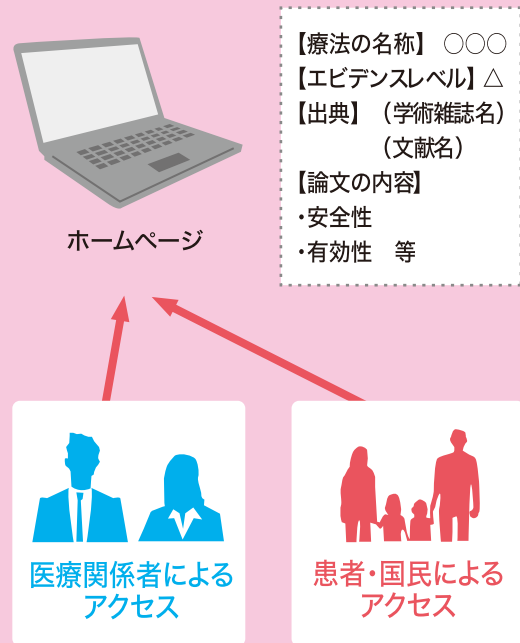 【療法の名称】 ○○○
【エビデンスレベル】△
【出典】（学術雑誌名）
（文献名）
【論文の内容】
・安全性
・有効性　等
ホームページ
医療関係者による
アクセス
患者・国民による
アクセス